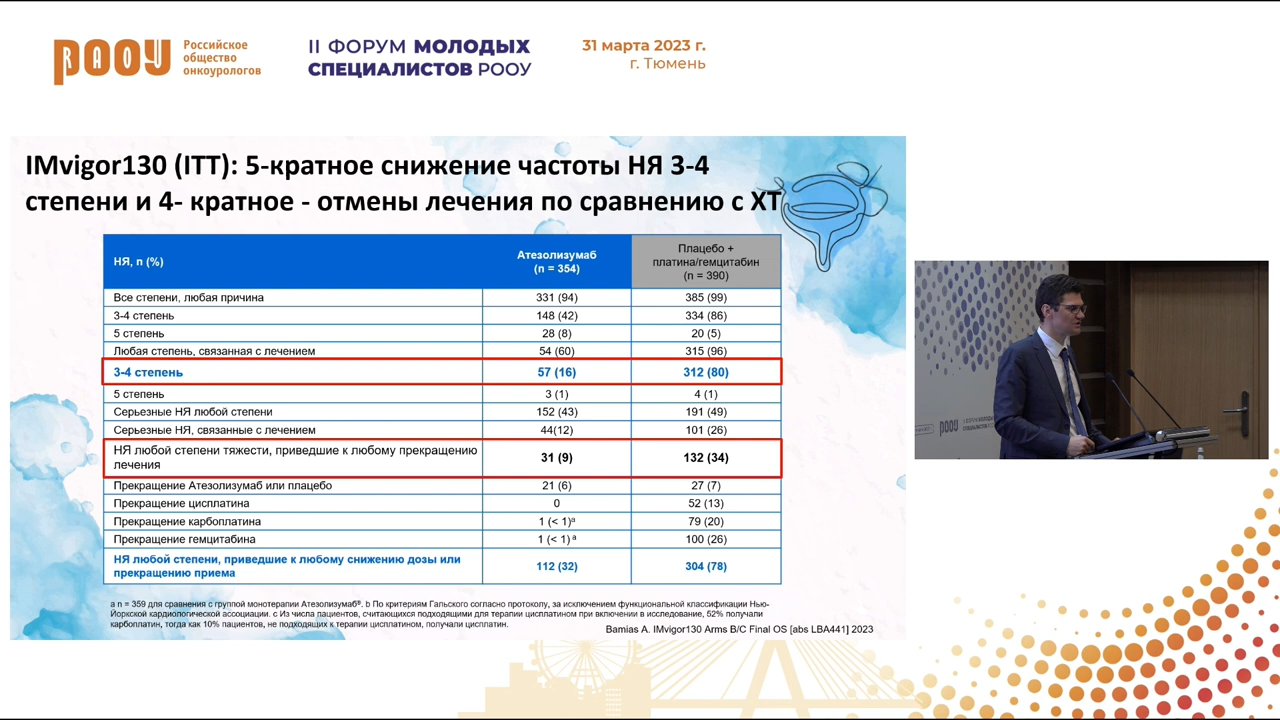 РООУ
RAOU
Российское
общество
онкоурологов
II ФОРУМ МОЛОДЫХ
СПЕЦИАЛИСТОВ РООУ
31 марта 2023 г.
г. Тюмень
IMvigor130 (ITT): 5-кратное снижение частоты НЯ 3-4
степени и 4- кратное - отмены лечения по сравнению с ХТ
НЯ, n (%)
Атезолизумаб
(n = 354)
Плацебо +
платина/гемцитабин
(n = 390)
Все степени, любая причина 331 (94) 385 (99)
3-4 степень 148 (42) 334 (86)
5 степень 28 (8) 20 (5)
Любая степень, связанная с лечением 54 (60) 315 (96)
3-4 степень 57 (16) 312 (80)
5 степень 3 (1) 4 (1)
Серьезные НЯ любой степени 152 (43) 191 (49)
Серьезные НЯ, связанные с лечением 44(12) 101 (26)
НЯ любой степени тяжести, приведшие к любому прекращению
лечения 31 (9) 132 (34)
Прекращение Атезолизумаб или плацебо 21 (6) 27 (7)
Прекращение цисплатина 0 52 (13)
Прекращение карбоплатина 1 (< 1)ᵃ 79 (20)
Прекращение гемцитабина 1 (< 1) ᵃ 100 (26)
НЯ любой степени, приведшие к любому снижению дозы или
прекращению приема 112 (32) 304 (78)
a n = 359 для сравнения с группой монотерапии Атезолизумаб®. b По критериям Гальского согласно протоколу, за исключением функциональной классификации Нью-
Йоркской кардиологической ассоциации. c Из числа пациентов, считающихся подходящими для терапии цисплатином при включении в исследование, 52% получали
карбоплатин, тогда как 10% пациентов, не подходящих к терапии цисплатином, получали цисплатин.
Bamias A. IMvigor130 Arms B/C Final OS [abs LBA441] 2023
РООУ